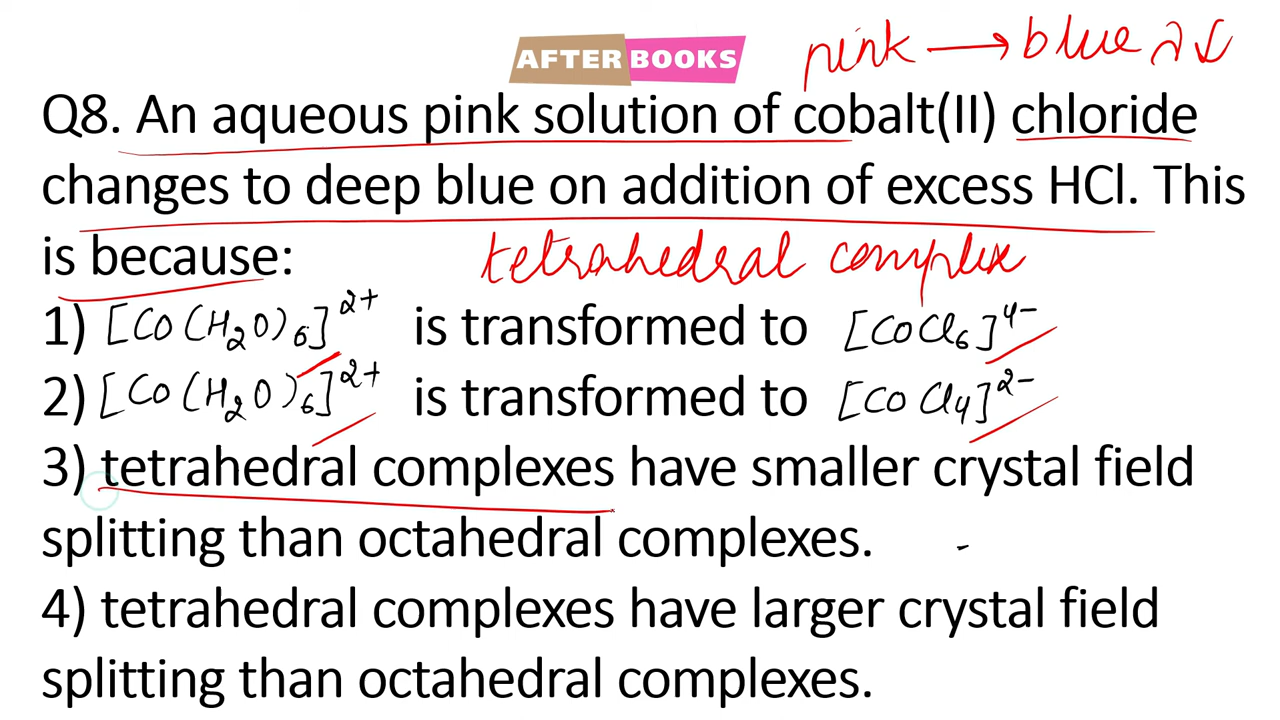 pink → blue
AFTER BOOKS
Q8. An aqueous pink solution of cobalt(II) chloride
changes to deep blue on addition of excess HCl. This
is because:
tetrahedral complex
1) [CO(H₂O)₆]²⁺ is transformed to [COCl₆]⁴⁻
2) [CO(H₂O)₆]²⁺ is transformed to [COCl₄]²⁻
3) tetrahedral complexes have smaller crystal field
splitting than octahedral complexes.
4) tetrahedral complexes have larger crystal field
splitting than octahedral complexes.